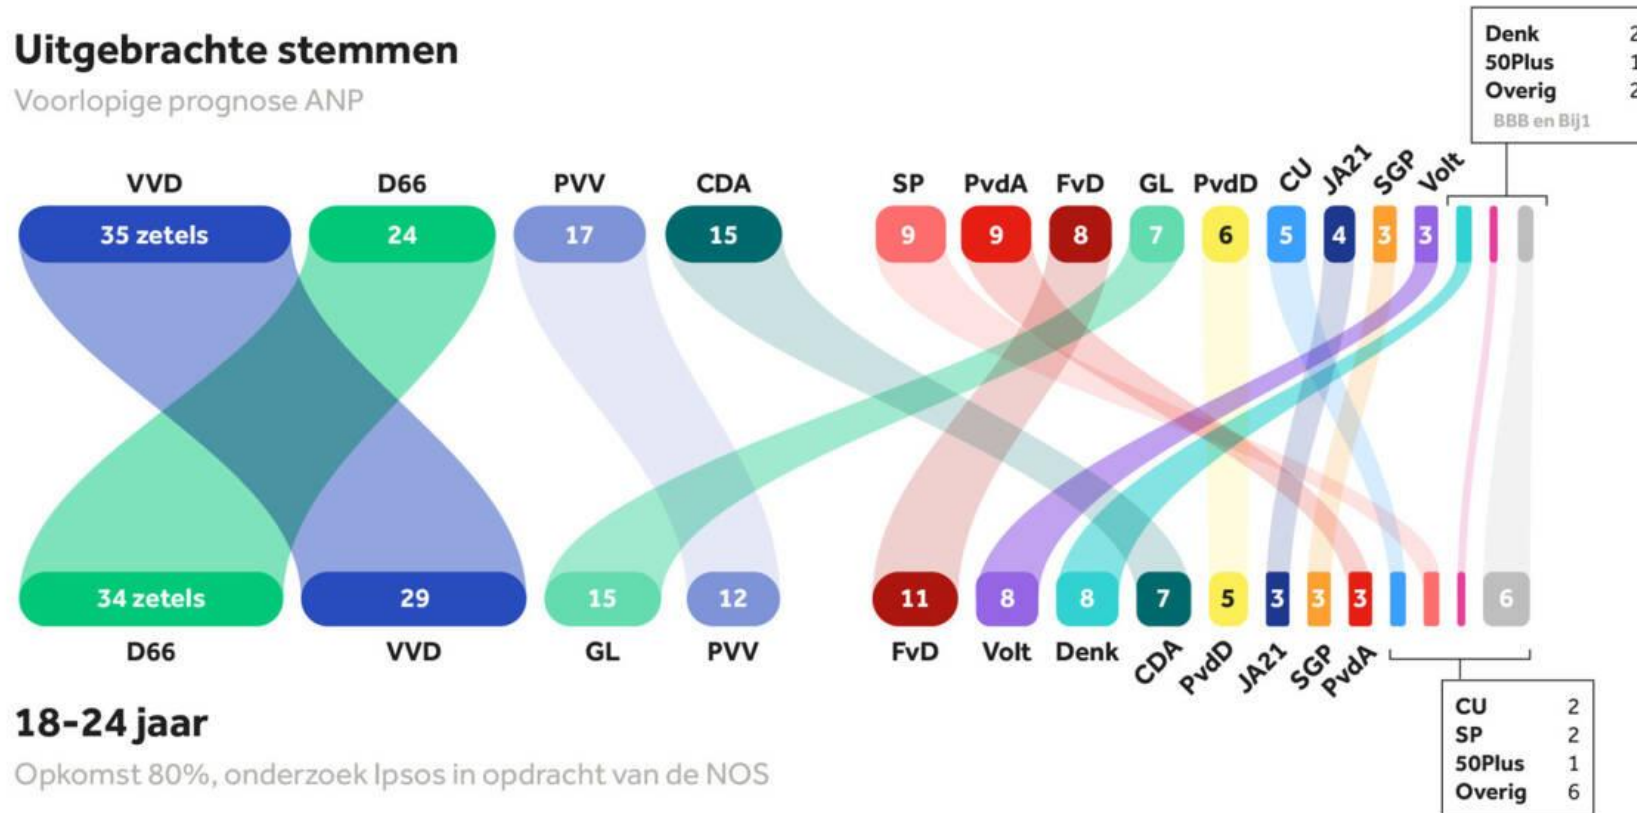 Uitgebrachte stemmen
Voorlopige prognose ANP
Denk 2
50Plus 1
Overig 2
BBB en Bij1
VVD D66 PVV CDA SP PvdA FvD GL PvdD CU JA21 SGP Volt
35 zetels 24 17 15 9 9 8 7 6 5 4 3 3
34 zetels 29 15 12 11 8 8 7 5 3 3 3 6
D66 VVD GL PVV FvD Volt Denk CDA PvdD JA21 SGP PvdA
18-24 jaar
Opkomst 80%, onderzoek Ipsos in opdracht van de NOS
CU 2
SP 2
50Plus 1
Overig 6